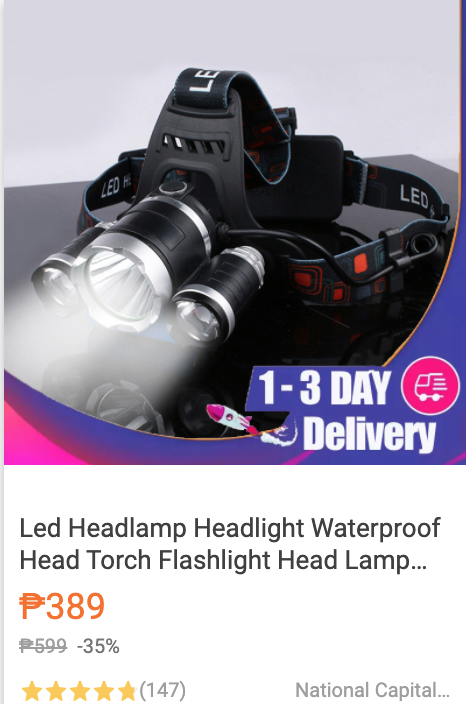 LE
LED H
LED
1-3 DAY
Delivery
Led Headlamp Headlight Waterproof
Head Torch Flashlight Head Lamp...
₱389
₱599 -35%
(147)
National Capital...